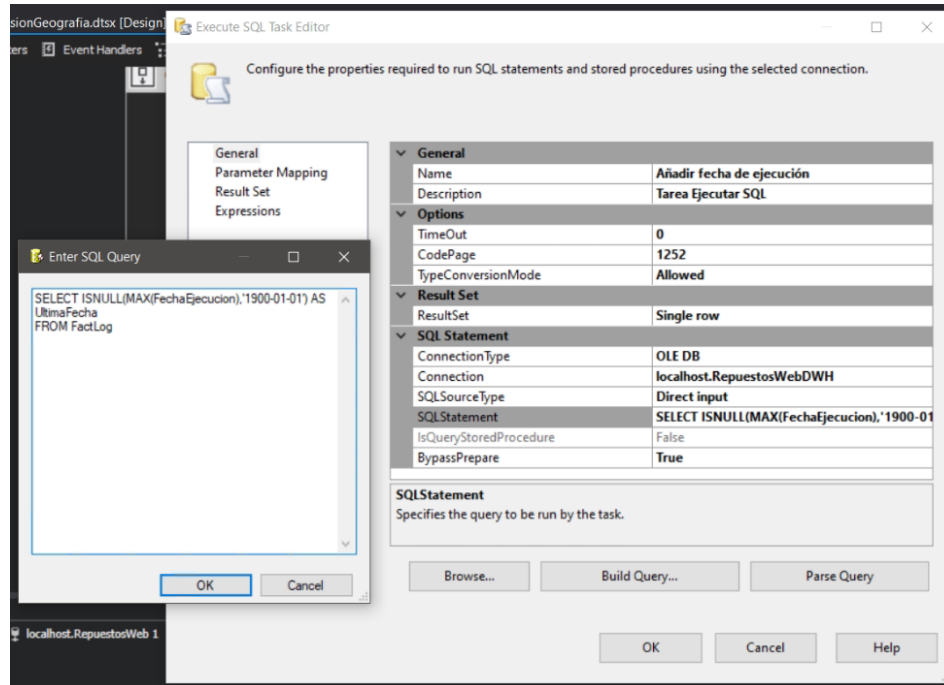 sionGeografia.dtsx [Design]
Execute SQL Task Editor
ers Event Handlers
Configure the properties required to run SQL statements and stored procedures using the selected connection.
General
Parameter Mapping
Result Set
Expressions
General
Name Añadir fecha de ejecución
Description Tarea Ejecutar SQL
Options
TimeOut 0
CodePage 1252
TypeConversionMode Allowed
Result Set
ResultSet Single row
SQL Statement
ConnectionType OLE DB
Connection localhost.RepuestosWebDWH
SQLSourceType Direct input
SQLStatement SELECT ISNULL(MAX(FechaEjecucion),'1900-01
IsQueryStoredProcedure False
BypassPrepare True
SQLStatement
Specifies the query to be run by the task.
Browse... Build Query... Parse Query
OK Cancel Help
Enter SQL Query
SELECT ISNULL(MAX(FechaEjecucion),'1900-01-01') AS
UltimaFecha
FROM FactLog
OK Cancel
localhost.RepuestosWeb 1